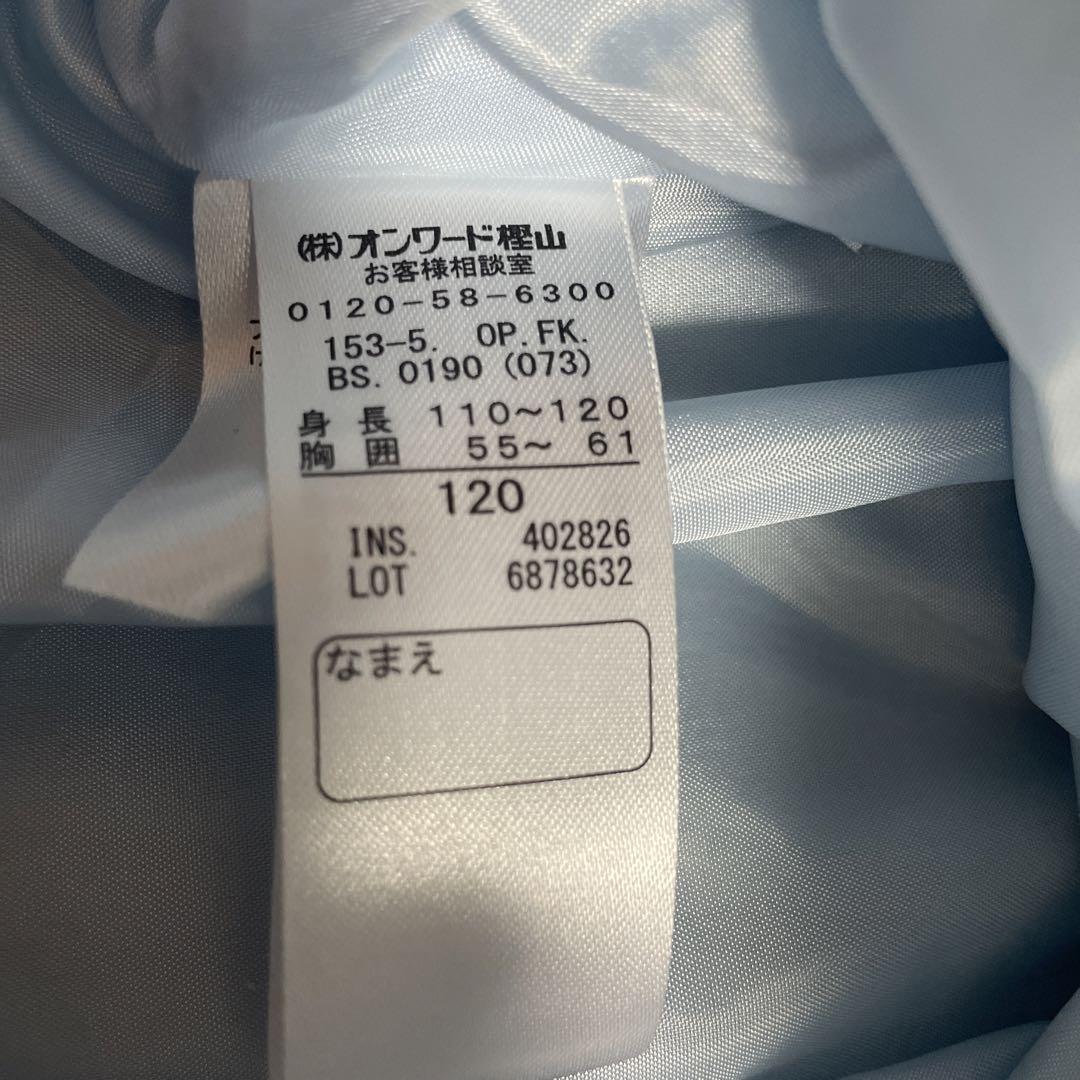 (株)オンワード樫山
お客様相談室
0120-58-6300
153-5. OP.FK.
BS. 0190 (073)
身長 110~120
胸囲 55~ 61
120
INS. 402826
LOT 6878632
なまえ